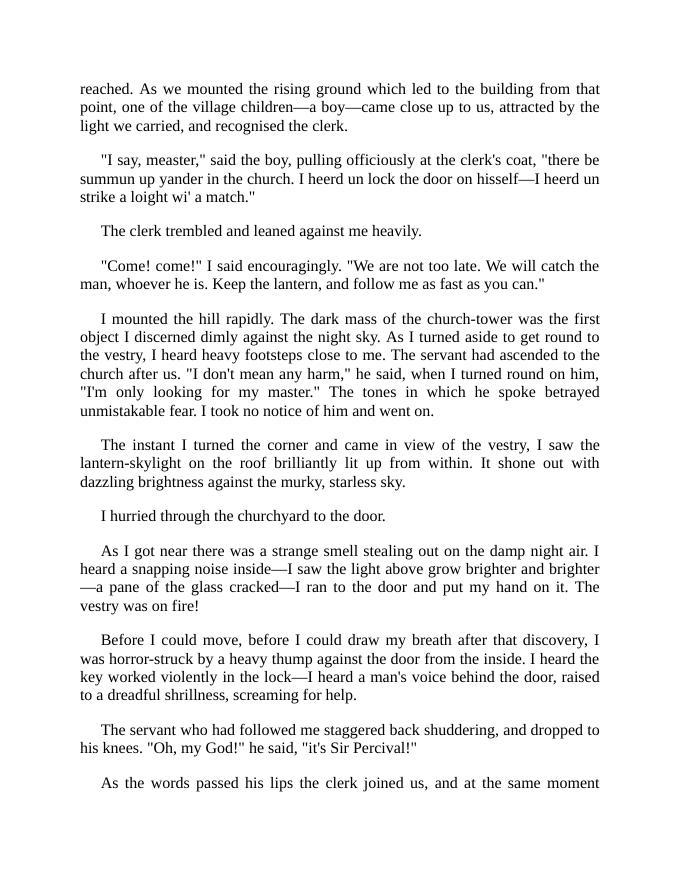 reached. As we mounted the rising ground which led to the building from that
point, one of the village children—a boy—came close up to us, attracted by the
light we carried, and recognised the clerk.
"I say, measter," said the boy, pulling officiously at the clerk's coat, "there be
summun up yander in the church. I heerd un lock the door on hisself—I heerd un
strike a loight wi' a match."
The clerk trembled and leaned against me heavily.
"Come! come!" I said encouragingly. "We are not too late. We will catch the
man, whoever he is. Keep the lantern, and follow me as fast as you can."
I mounted the hill rapidly. The dark mass of the church-tower was the first
object I discerned dimly against the night sky. As I turned aside to get round to
the vestry, I heard heavy footsteps close to me. The servant had ascended to the
church after us. "I don't mean any harm," he said, when I turned round on him,
"I'm only looking for my master." The tones in which he spoke betrayed
unmistakable fear. I took no notice of him and went on.
The instant I turned the corner and came in view of the vestry, I saw the
lantern-skylight on the roof brilliantly lit up from within. It shone out with
dazzling brightness against the murky, starless sky.
I hurried through the churchyard to the door.
As I got near there was a strange smell stealing out on the damp night air. I
heard a snapping noise inside—I saw the light above grow brighter and brighter
—a pane of the glass cracked—I ran to the door and put my hand on it. The
vestry was on fire!
Before I could move, before I could draw my breath after that discovery, I
was horror-struck by a heavy thump against the door from the inside. I heard the
key worked violently in the lock—I heard a man's voice behind the door, raised
to a dreadful shrillness, screaming for help.
The servant who had followed me staggered back shuddering, and dropped to
his knees. "Oh, my God!" he said, "it's Sir Percival!"
As the words passed his lips the clerk joined us, and at the same moment